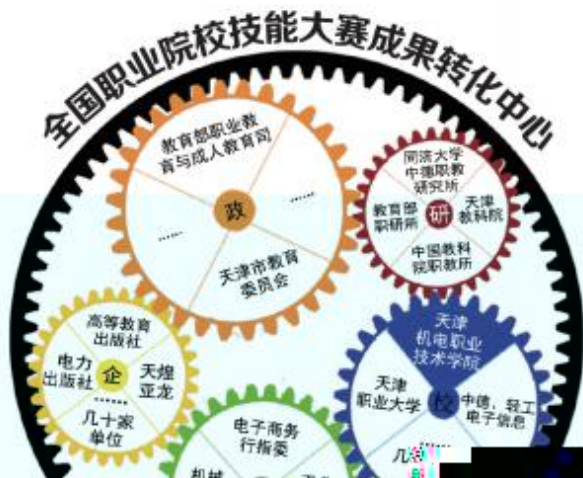 全国职业院校技能大赛成果转化中心
教育部职业教
育与成人教育司
政
……
……
天津市教育
委员会
同济大学
中德职教
研究所
教育部
职研所
研
天津
教科院
中国教科
院职教所
高等教育
出版社
电力
出版社
企
天煌
亚龙
……
几十家
单位
天津
机电职业
技术学院
天津
职业大学
校
中德，轻工
电子信息
……
几
电子商务
行指委
机械